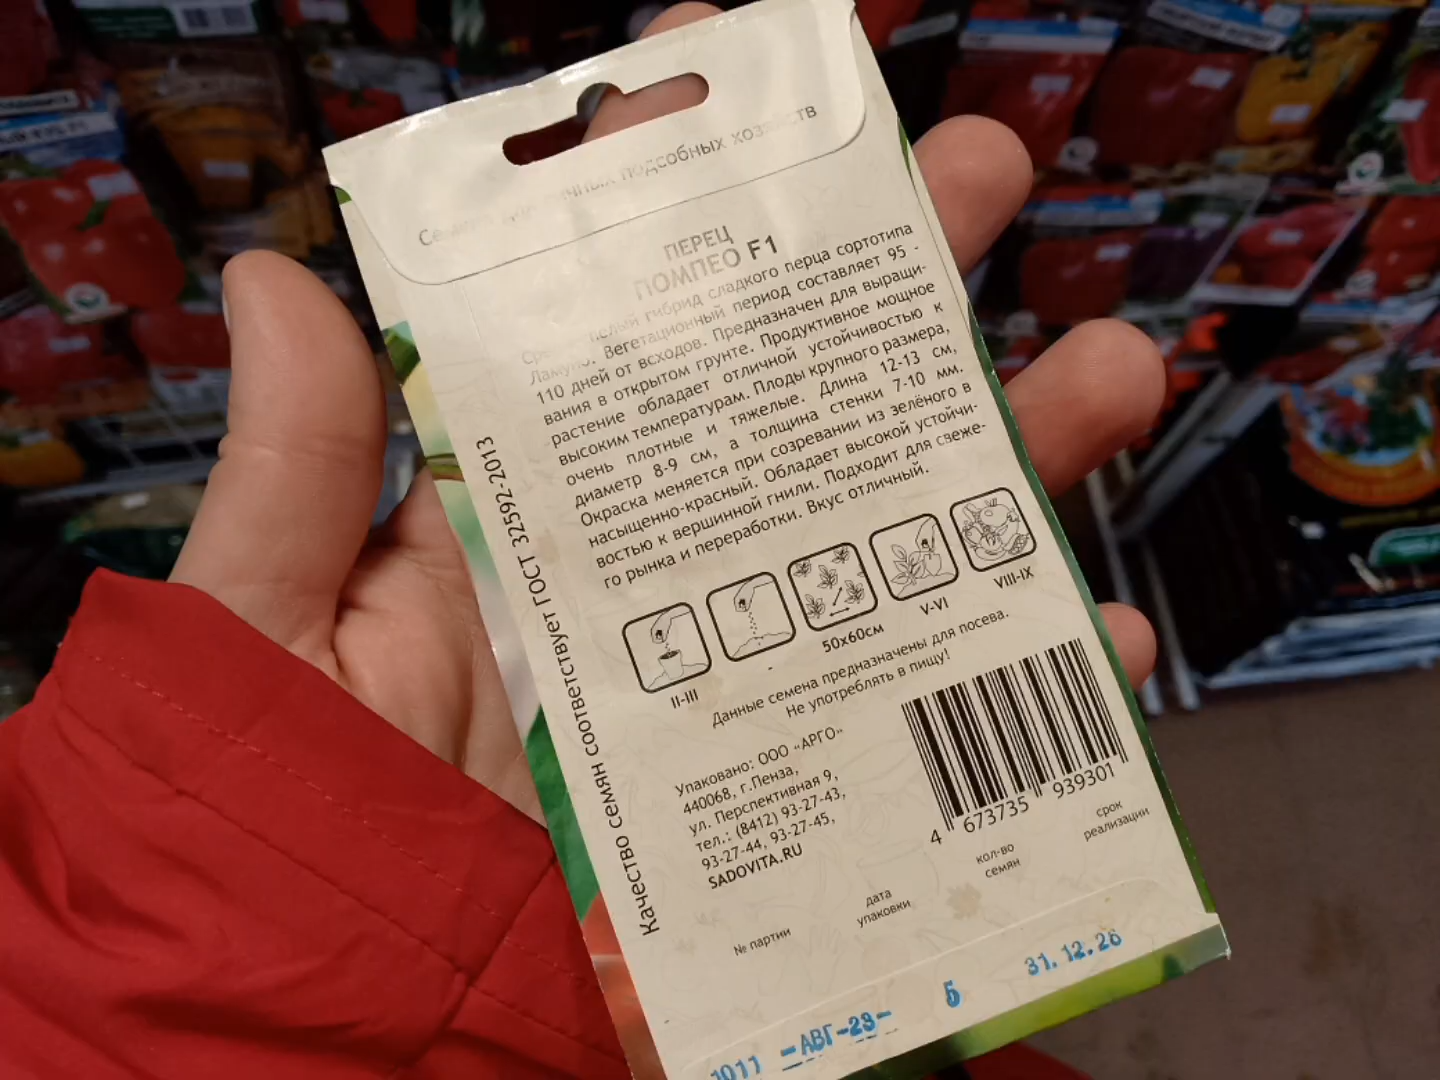 Семена для личных подсобных хозяйств
ПЕРЕЦ
ПОМПЕО F1
Среднеспелый гибрид сладкого перца сортотипа
Ламуйо. Вегетационный период составляет 95 -
110 дней от всходов. Предназначен для выращи-
вания в открытом грунте. Продуктивное мощное
растение обладает отличной устойчивостью к
высоким температурам. Плоды крупного размера,
очень плотные и тяжелые. Длина 12-13 см,
диаметр 8-9 см, а толщина стенки 7-10 мм.
Окраска меняется при созревании из зелёного в
насыщенно-красный. Обладает высокой устойчи-
востью к вершинной гнили. Подходит для свеже-
го рынка и переработки. Вкус отличный.
II-III
50х60см
V-VI
VIII-IX
Данные семена предназначены для посева.
Не употреблять в пищу!
Качество семян соответствует ГОСТ 32592-2013
Упаковано: ООО «АРГО»
440068, г.Пенза,
ул. Перспективная 9,
тел.: (8412) 93-27-43,
93-27-44, 93-27-45,
SADOVITA.RU
4 673735 939301
№ партии
дата
упаковки
кол-во
семян
срок
реализации
1011 -АВГ-23- 5 31.12.26